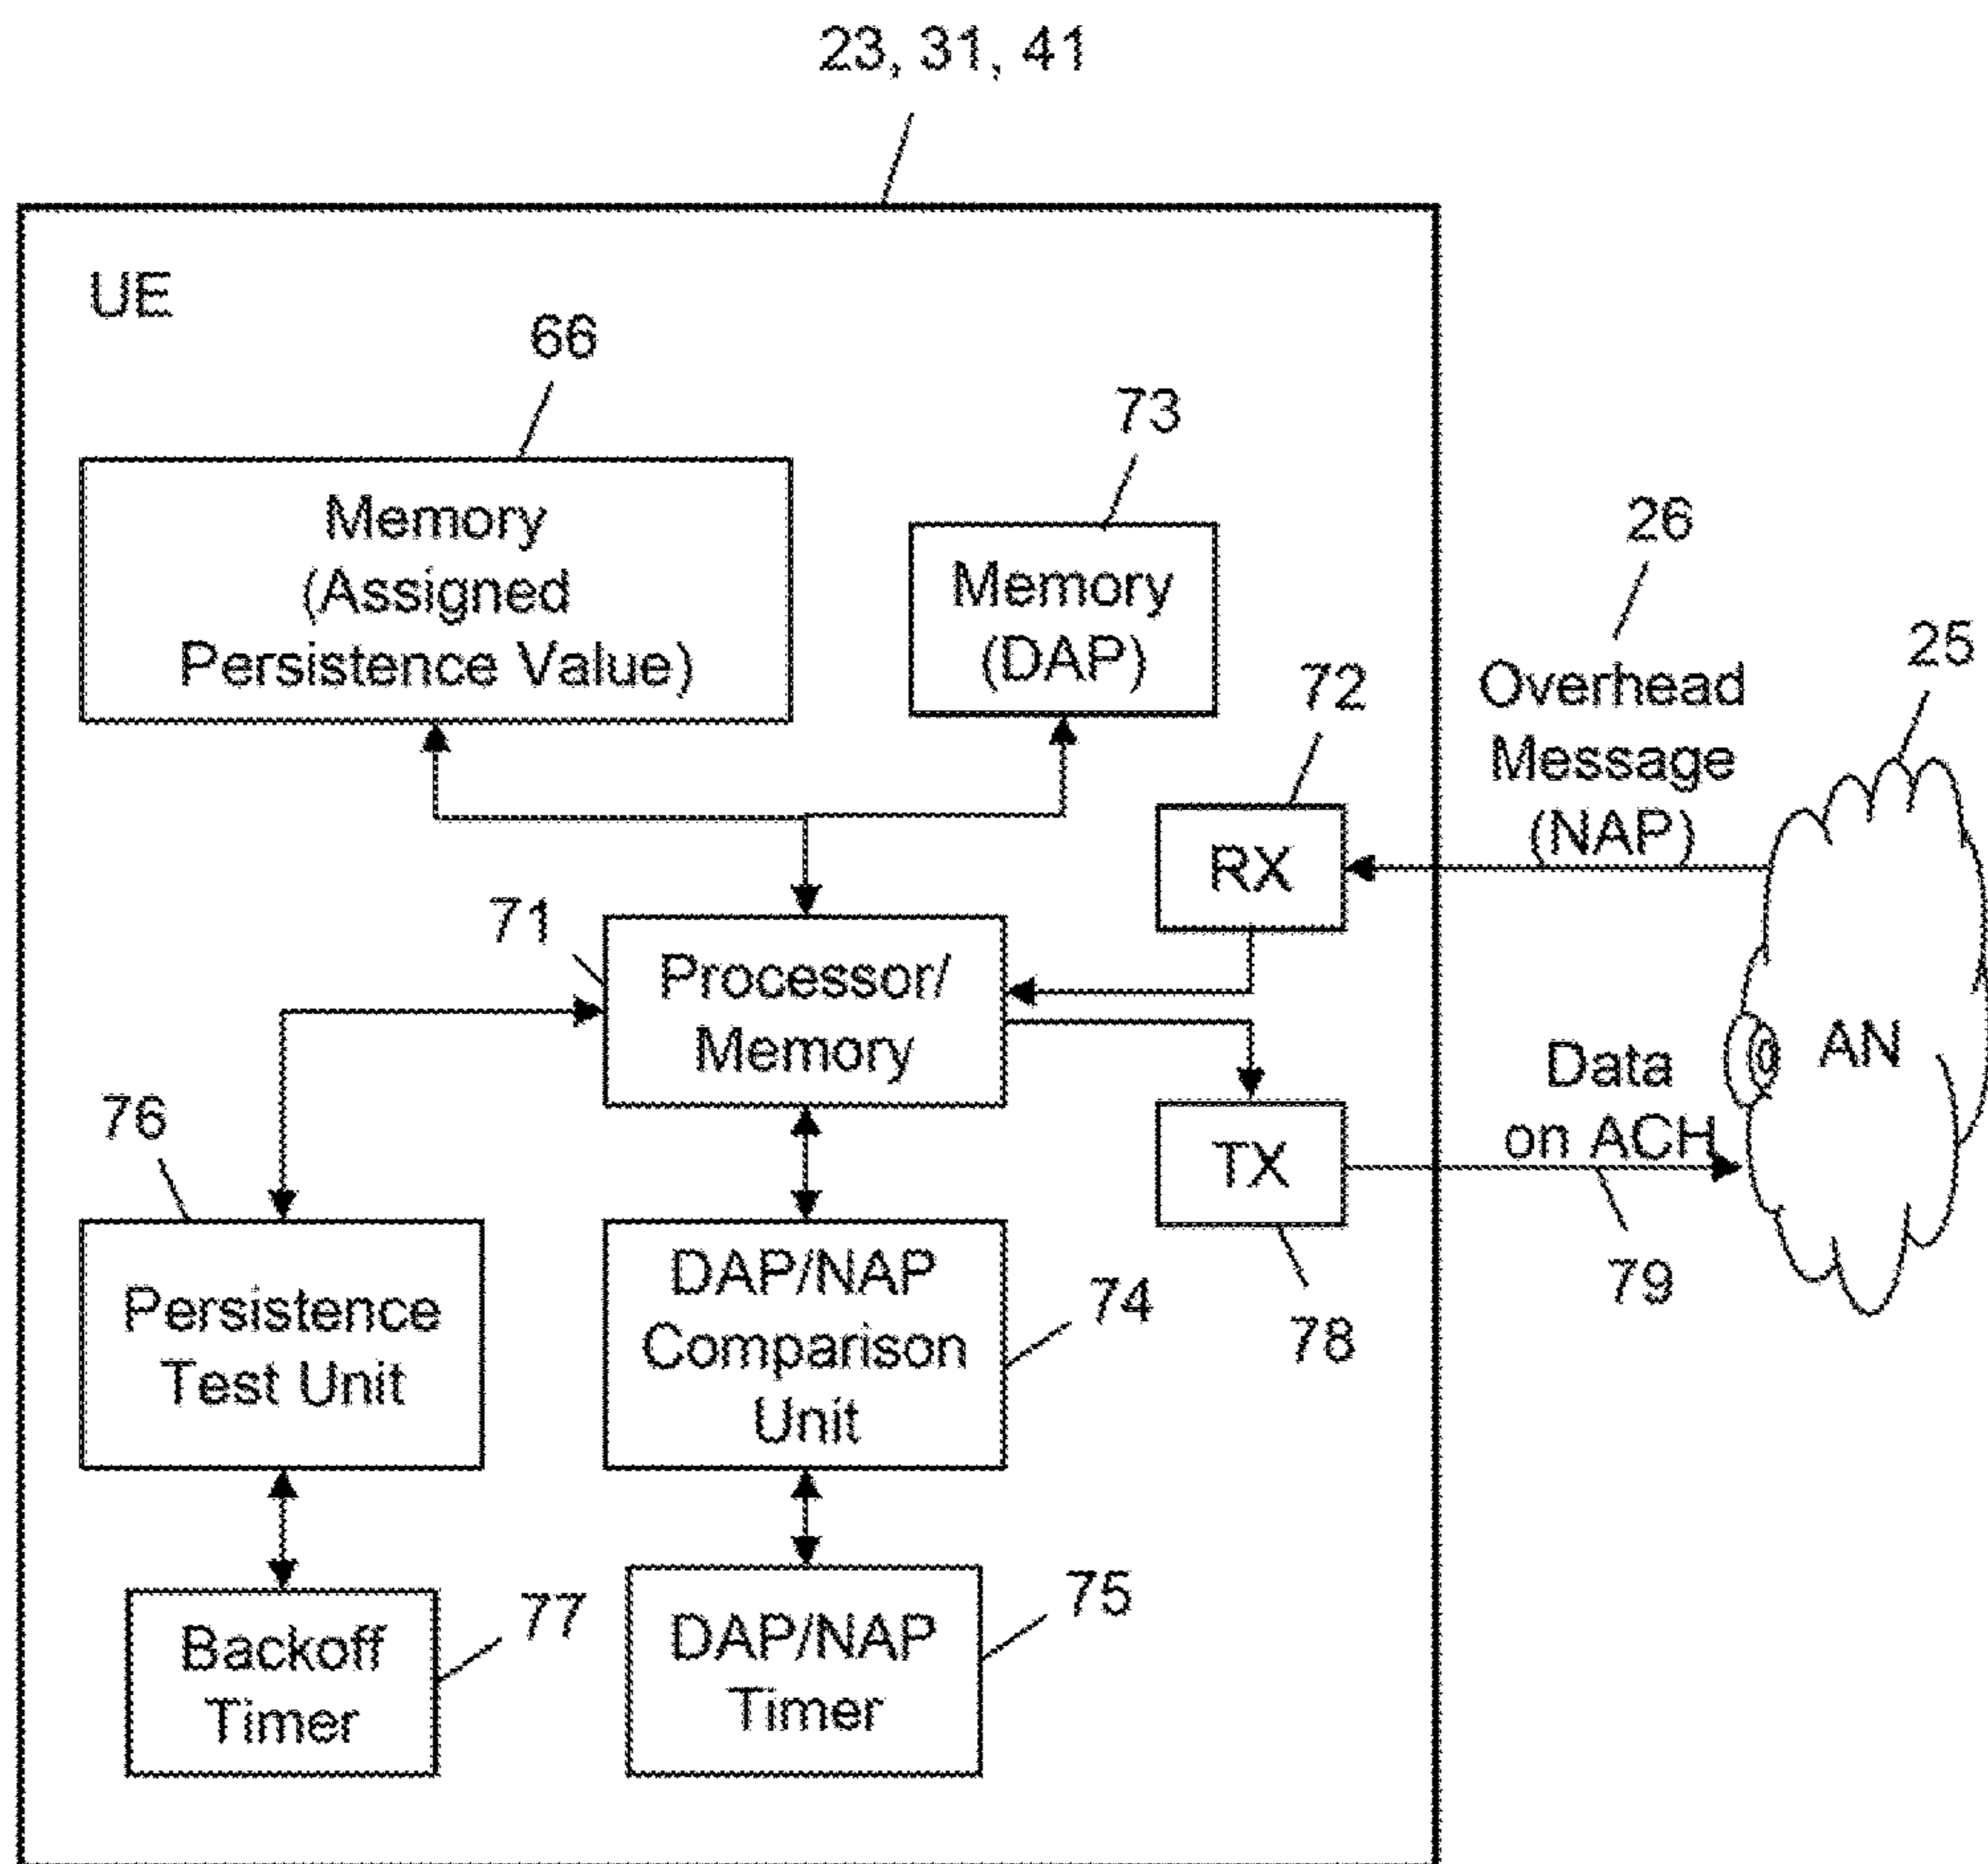 23, 31, 41
UE
66
73
Memory
(Assigned
Persistence Value)
Memory
(DAP)
26
25
72
Overhead
Message
(NAP)
RX
71
Processor/
Memory
AN
Data
on ACH
76
TX
79
78
Persistence
Test Unit
DAP/NAP
Comparison
Unit
74
77
75
Backoff
Timer
DAP/NAP
Timer